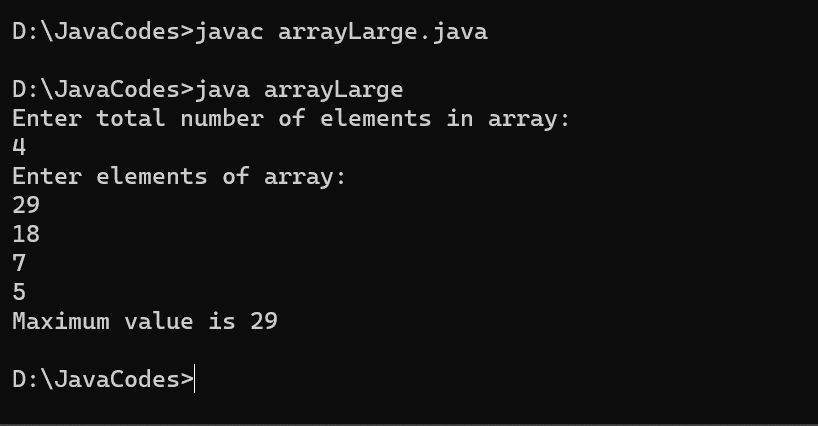 D:\JavaCodes>javac arrayLarge.java
D:\JavaCodes>java arrayLarge
Enter total number of elements in array:
4
Enter elements of array:
29
18
7
5
Maximum value is 29
D:\JavaCodes>